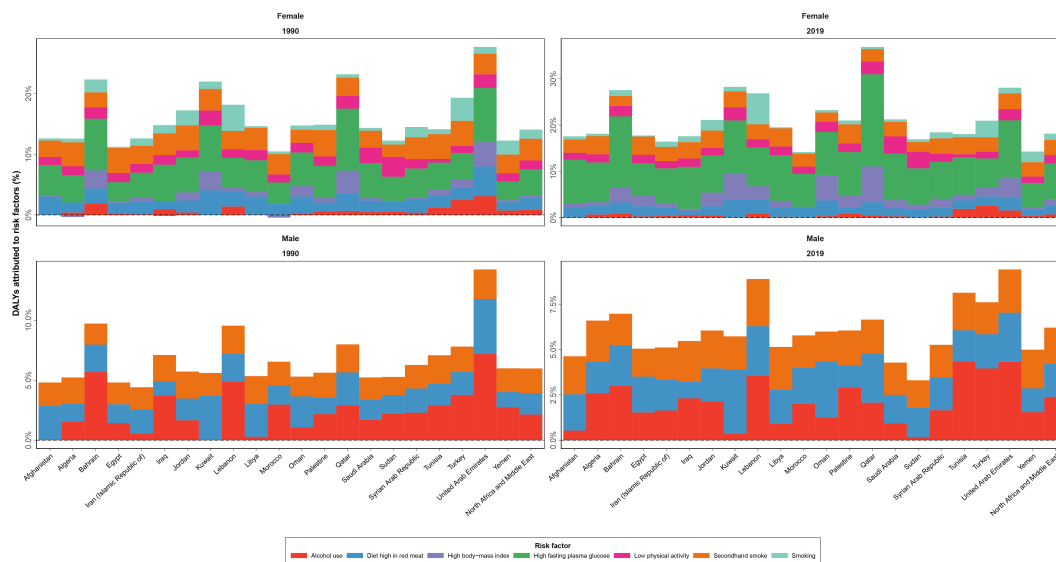 Female
1990
Female
2019
DALYs attributed to risk factors (%)
20%
10%
0%
30%
20%
10%
0%
Male
1990
Male
2019
10.0%
5.0%
0.0%
7.5%
5.0%
2.5%
0.0%
Afghanistan
Algeria
Bahrain
Egypt
Iran (Islamic Republic of)
Iraq
Jordan
Kuwait
Lebanon
Libya
Morocco
Oman
Palestine
Qatar
Saudi Arabia
Sudan
Syrian Arab Republic
Tunisia
Turkey
United Arab Emirates
Yemen
North Africa and Middle East
Afghanistan
Algeria
Bahrain
Egypt
Iran (Islamic Republic of)
Iraq
Jordan
Kuwait
Lebanon
Libya
Morocco
Oman
Palestine
Qatar
Saudi Arabia
Sudan
Syrian Arab Republic
Tunisia
Turkey
United Arab Emirates
Yemen
North Africa and Middle East
Risk factor
Alcohol use
Diet high in red meat
High body−mass index
High fasting plasma glucose
Low physical activity
Secondhand smoke
Smoking